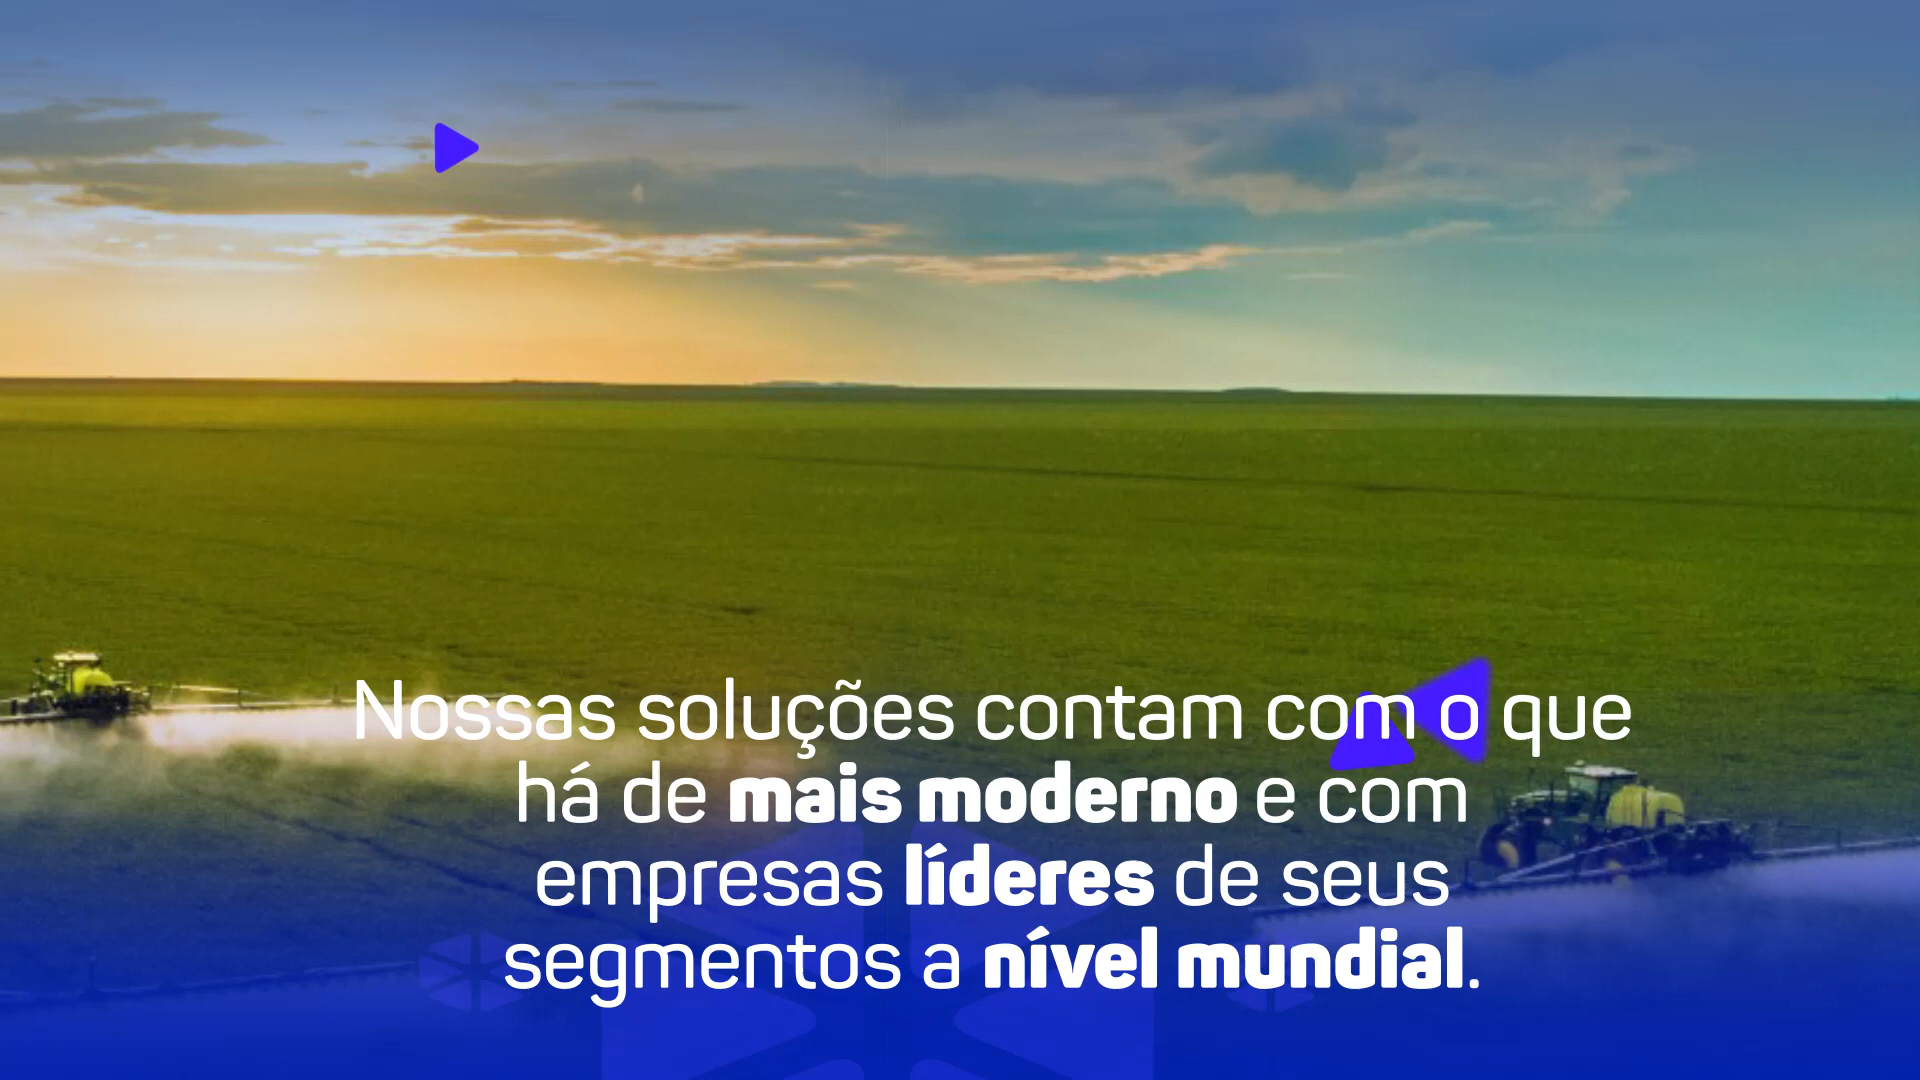 Nossas soluções contam com o que
há de mais moderno e com
empresas líderes de seus
segmentos a nível mundial.